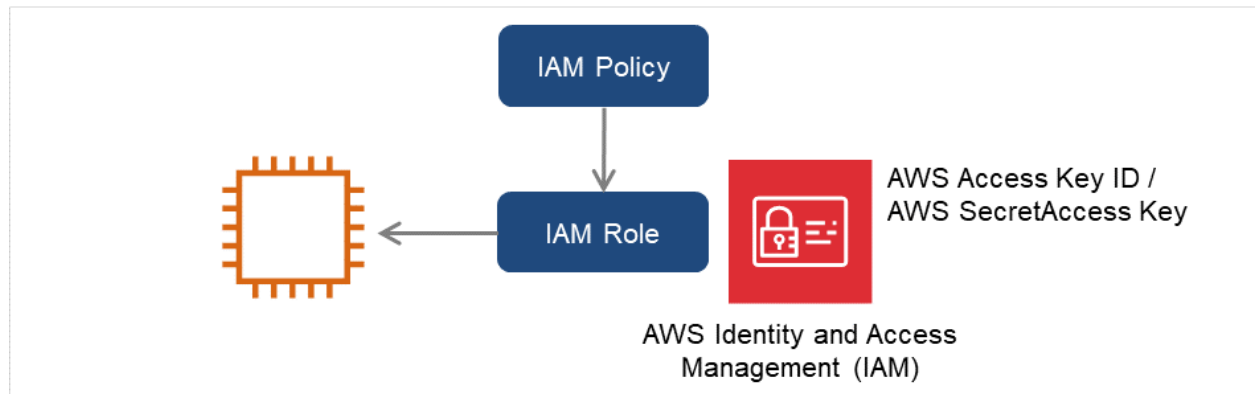 IAM Policy
IAM Role
AWS Access Key ID /
AWS SecretAccess Key
AWS Identity and Access
Management (IAM)